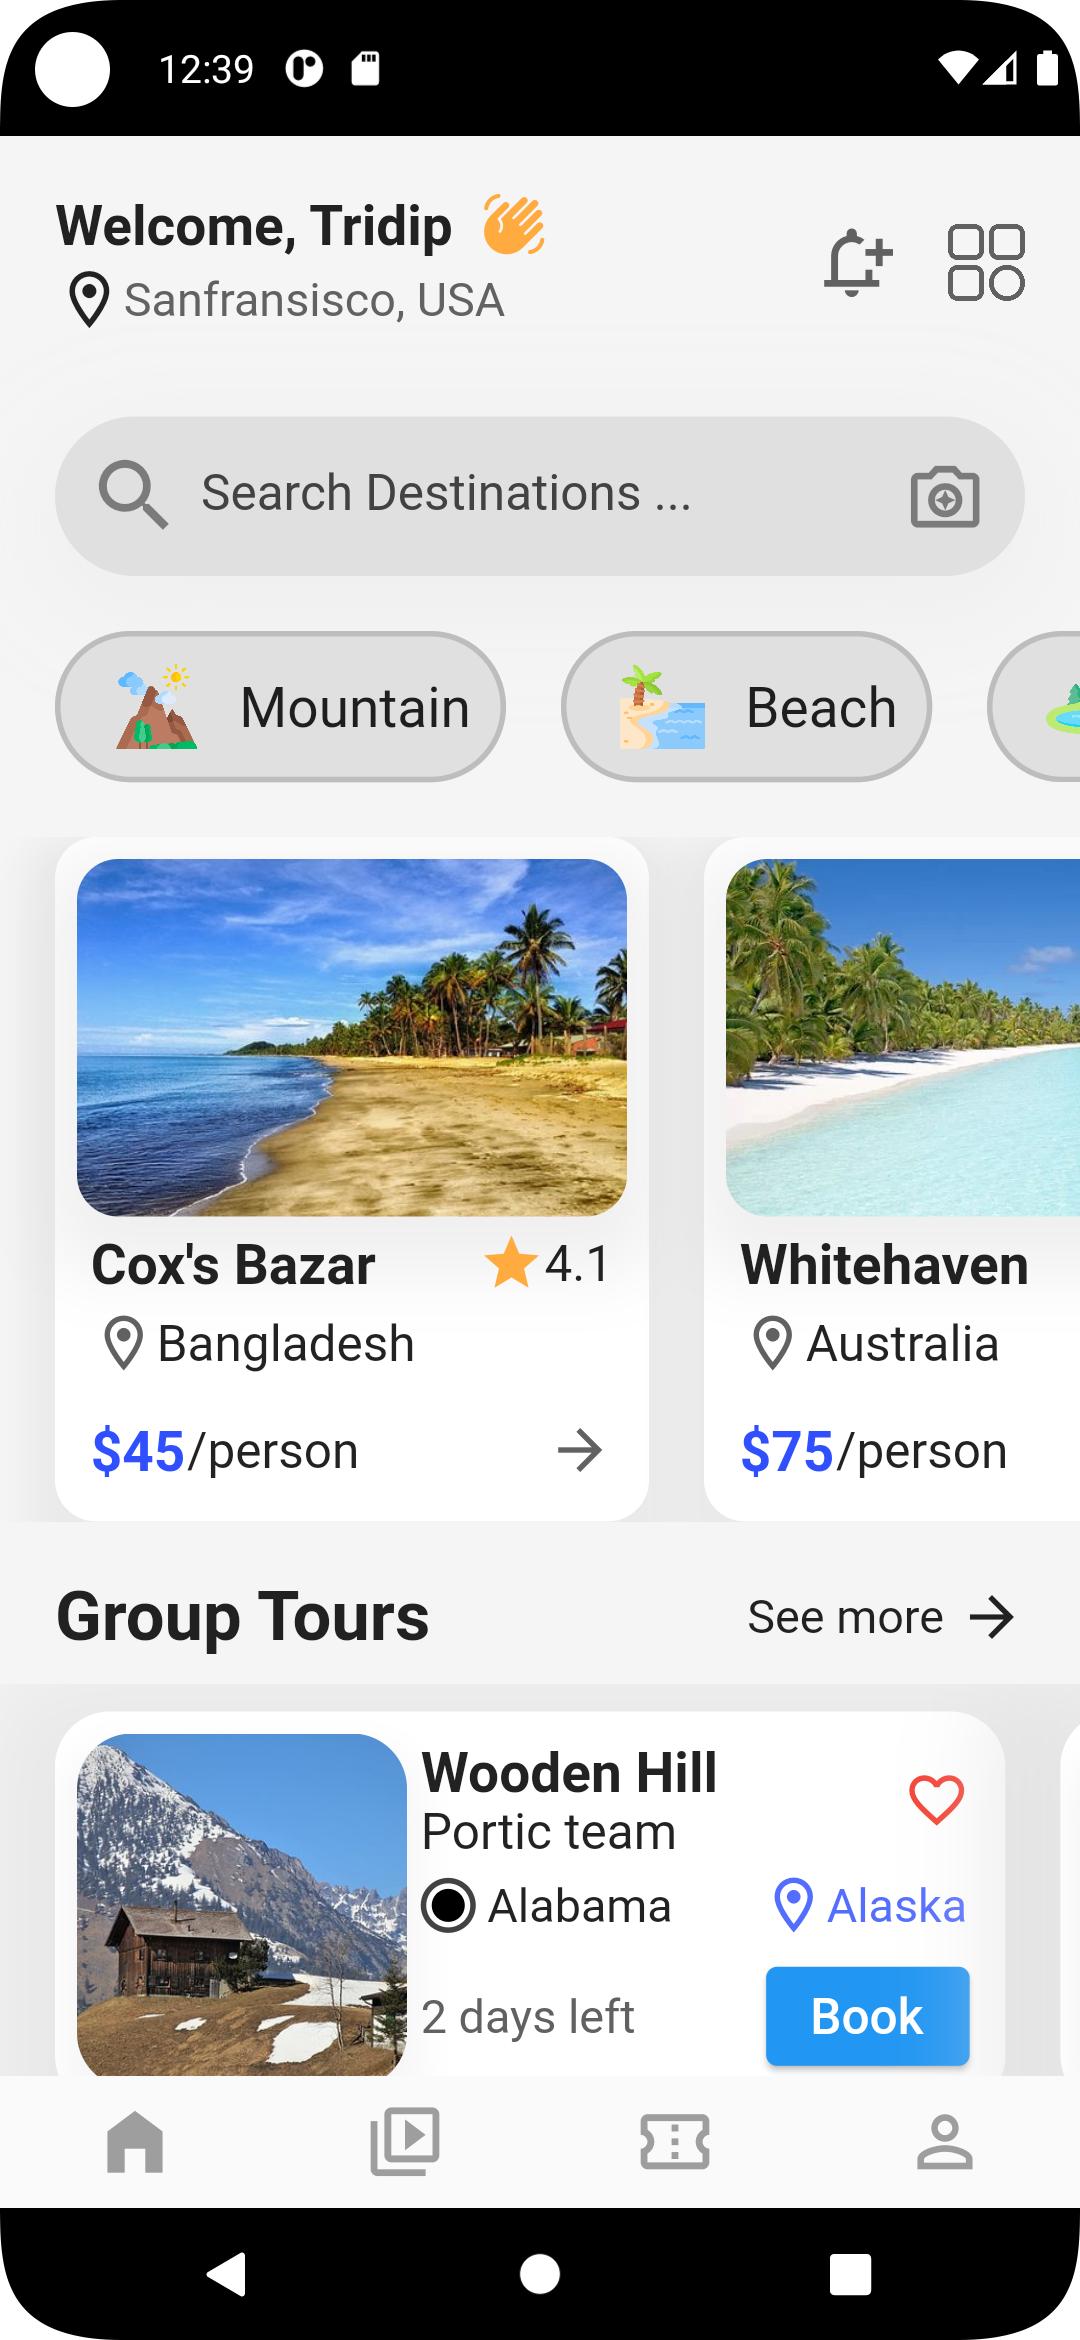 12:39
Welcome, Tridip
Sanfransisco, USA
Search Destinations ...
Mountain
Beach
Cox's Bazar
4.1
Bangladesh
$45/person
Whitehaven
Australia
$75/person
Group Tours
See more
Wooden Hill
Portic team
Alabama
Alaska
2 days left
Book